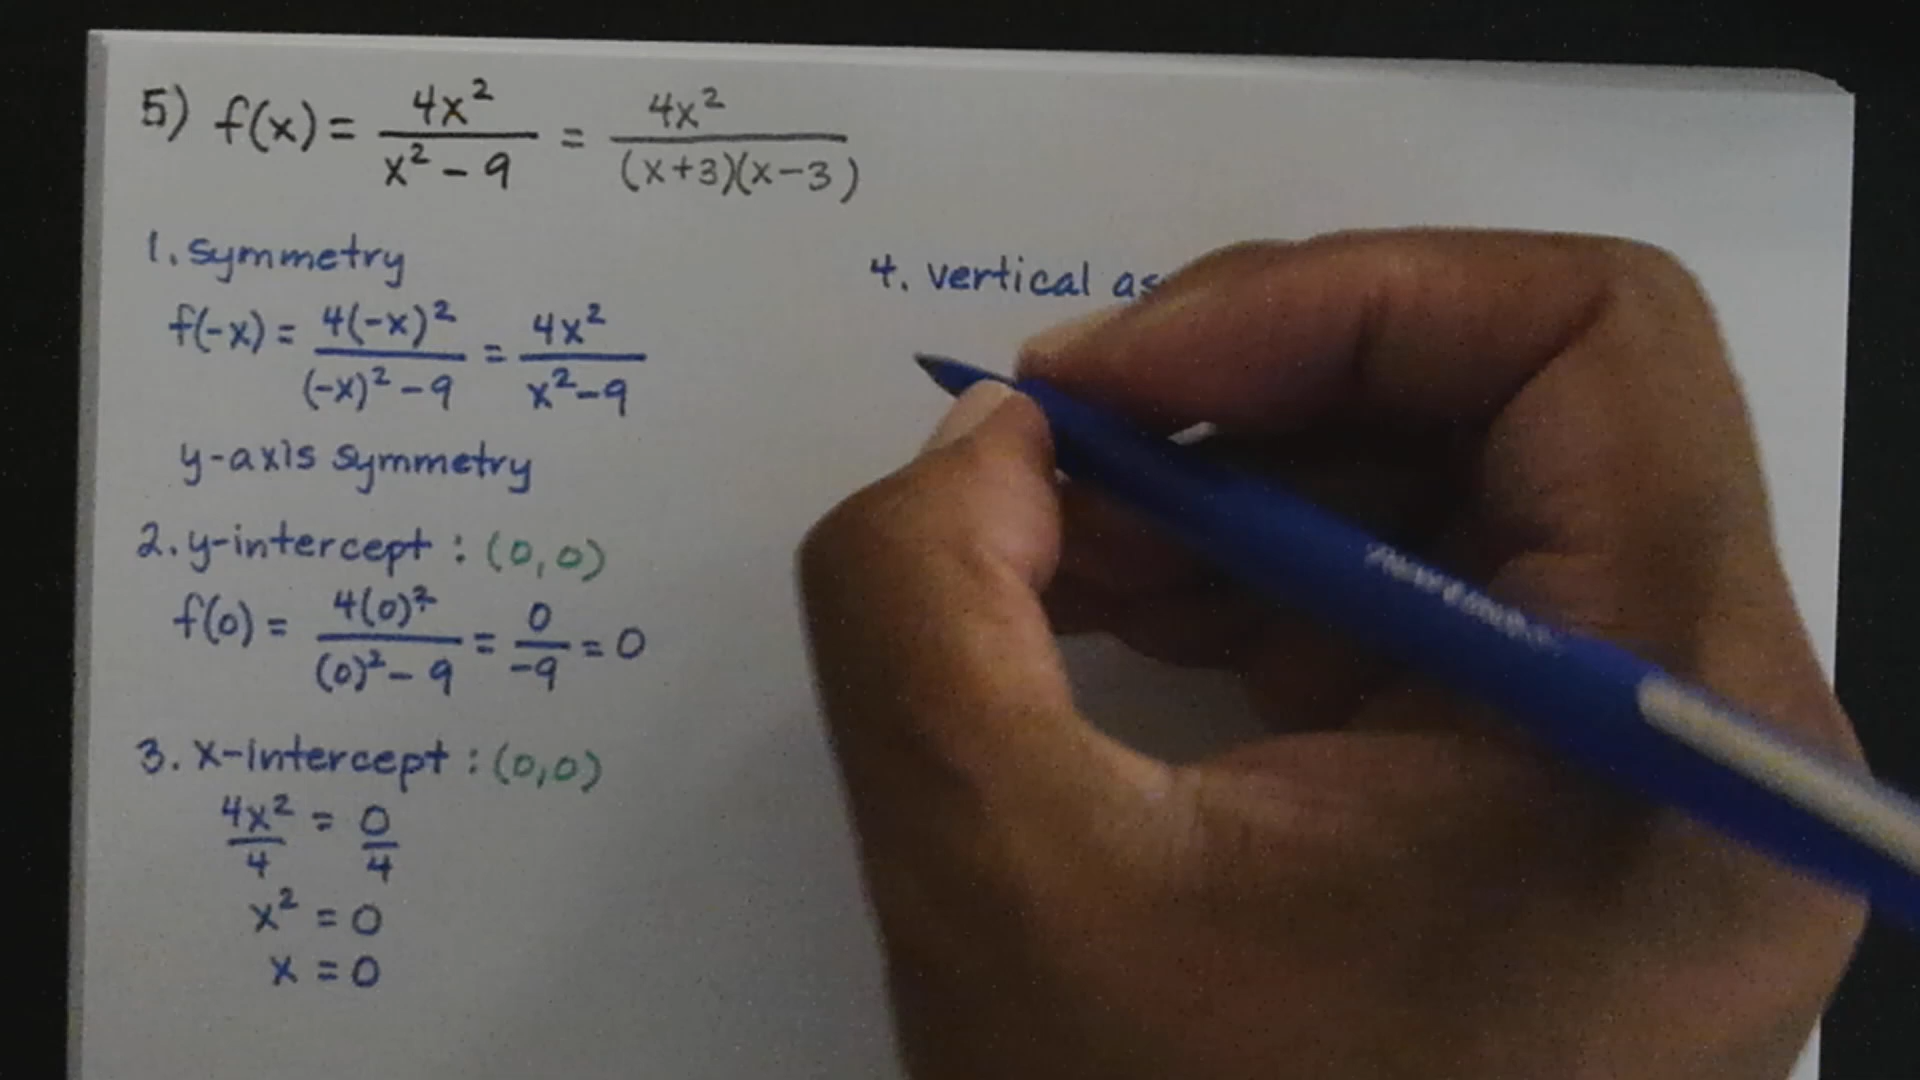 5) f(x) = 4x² / x² - 9 = 4x² / (x+3)(x-3)
1. symmetry
f(-x) = 4(-x)² / (-x)² - 9 = 4x² / x² - 9
y-axis symmetry
2. y-intercept : (0,0)
f(0) = 4(0)² / (0)² - 9 = 0 / -9 = 0
3. x-intercept : (0,0)
4x² / 4 = 0 / 4
x² = 0
x = 0
4. vertical as